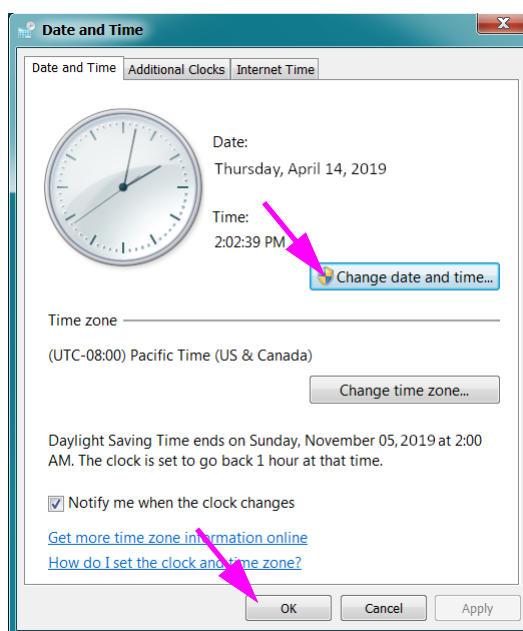 Date and Time
Date and Time Additional Clocks Internet Time
Date:
Thursday, April 14, 2019
Time:
2:02:39 PM
Change date and time...
Time zone
(UTC-08:00) Pacific Time (US & Canada)
Change time zone...
Daylight Saving Time ends on Sunday, November 05, 2019 at 2:00
AM. The clock is set to go back 1 hour at that time.
Notify me when the clock changes
Get more time zone information online
How do I set the clock and time zone?
OK Cancel Apply